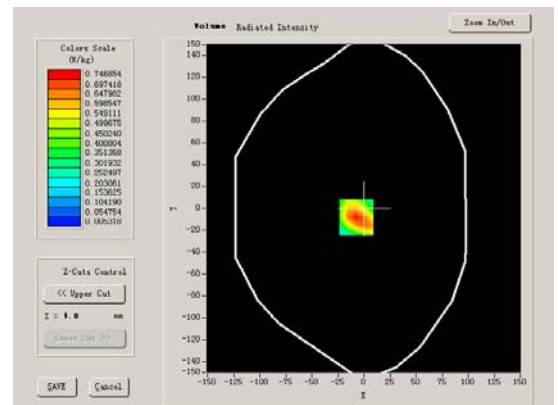 Volume Radiated Intensity
Zoom In/Out
Colors Scale
(W/kg)
0.746854
0.697418
0.647982
0.598547
0.549111
0.499675
0.450240
0.400804
0.351368
0.301932
0.252497
0.203061
0.153625
0.104190
0.054754
0.005318
Z-Cuts Control
<< Upper Cut
Z = 4.0 mm
Lower Cut >>
SAVE
Cancel
150
140
120
100
80
60
40
20
0
-20
-40
-60
-80
-100
-120
-140
-150
Y
-150 -125 -100 -75 -50 -25 0 25 50 75 100 125 150
X